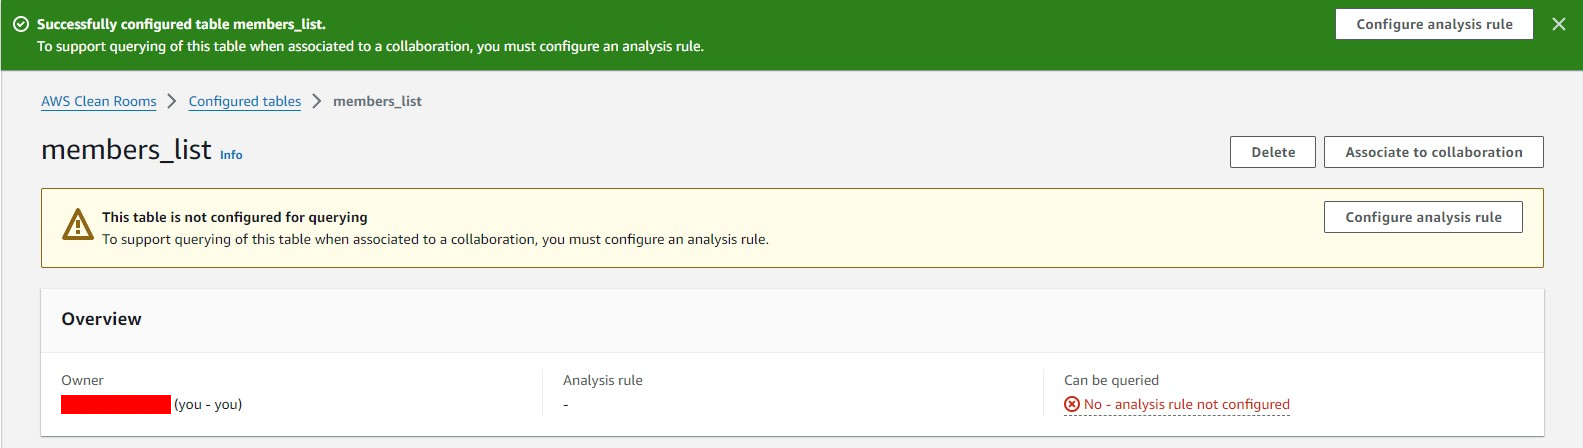 Successfully configured table members_list.
To support querying of this table when associated to a collaboration, you must configure an analysis rule.
Configure analysis rule
AWS Clean Rooms > Configured tables > members_list
members_list Info
Delete
Associate to collaboration
This table is not configured for querying
To support querying of this table when associated to a collaboration, you must configure an analysis rule.
Configure analysis rule
Overview
Owner
(you - you)
Analysis rule
-
Can be queried
No - analysis rule not configured